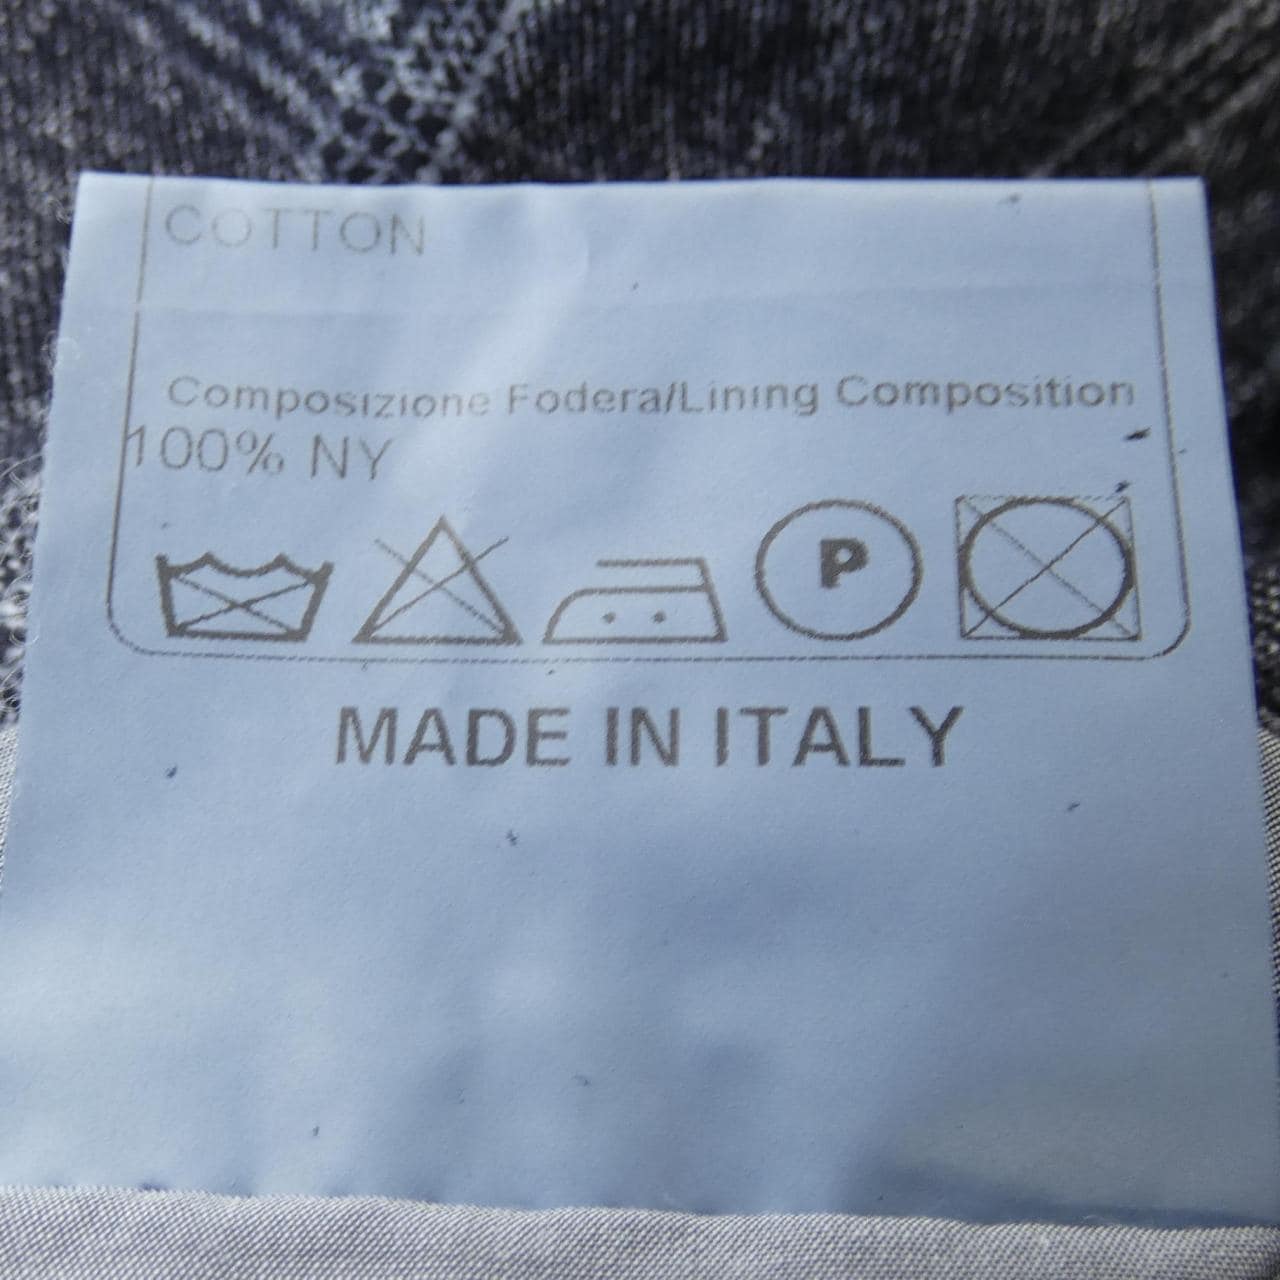 COTTON
Composizione Fodera/Lining Composition
100% NY
P
MADE IN ITALY